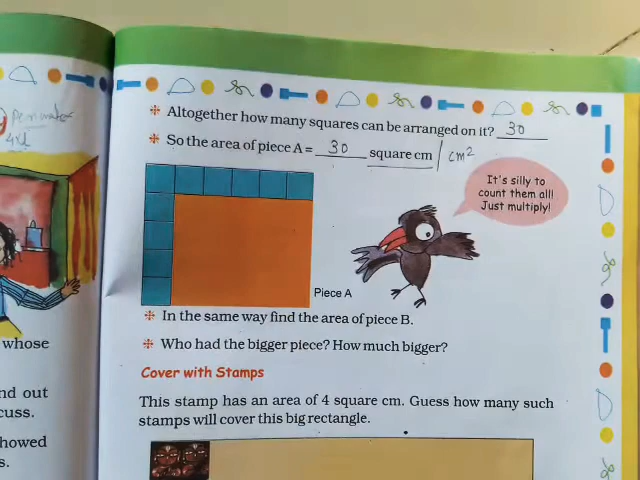 Perimeter
4xl
✽ Altogether how many squares can be arranged on it? 30
✽ So the area of piece A = 30 square cm / cm²
It's silly to
count them all!
Just multiply!
Piece A
✽ In the same way find the area of piece B.
✽ Who had the bigger piece? How much bigger?
whose
Cover with Stamps
nd out
This stamp has an area of 4 square cm. Guess how many such
cuss.
stamps will cover this big rectangle.
howed
s.